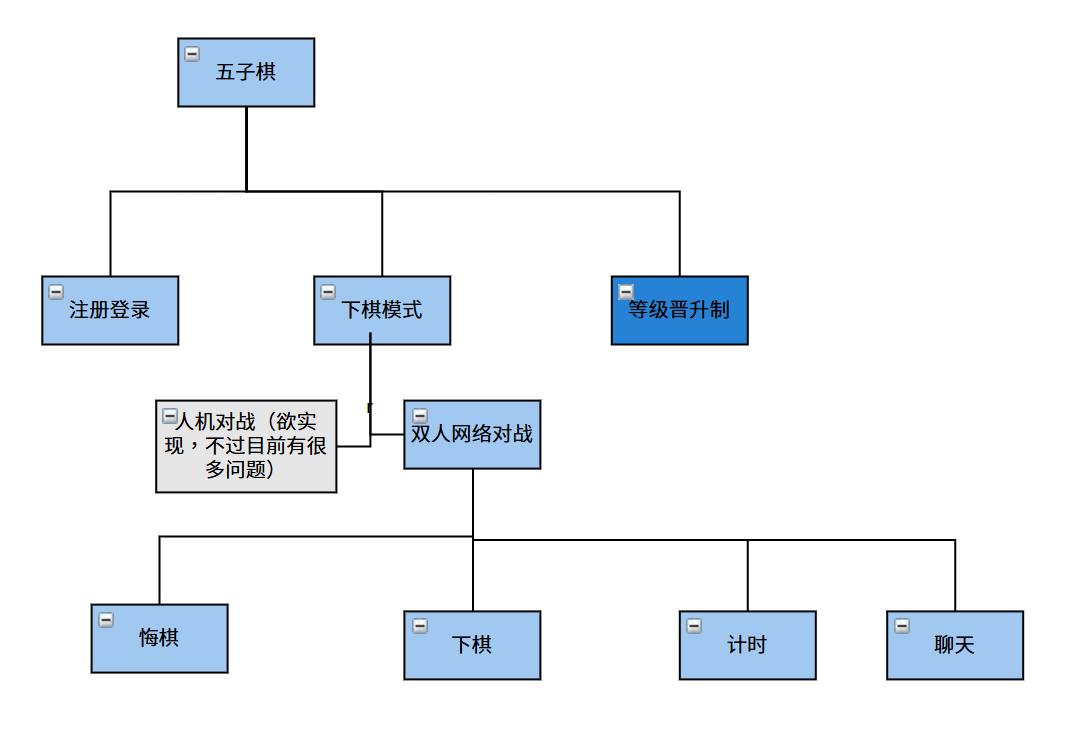 五子棋
注册登录
下棋模式
等级晋升制
r
人机对战（欲实
现，不过目前有很
多问题）
双人网络对战
悔棋
下棋
计时
聊天